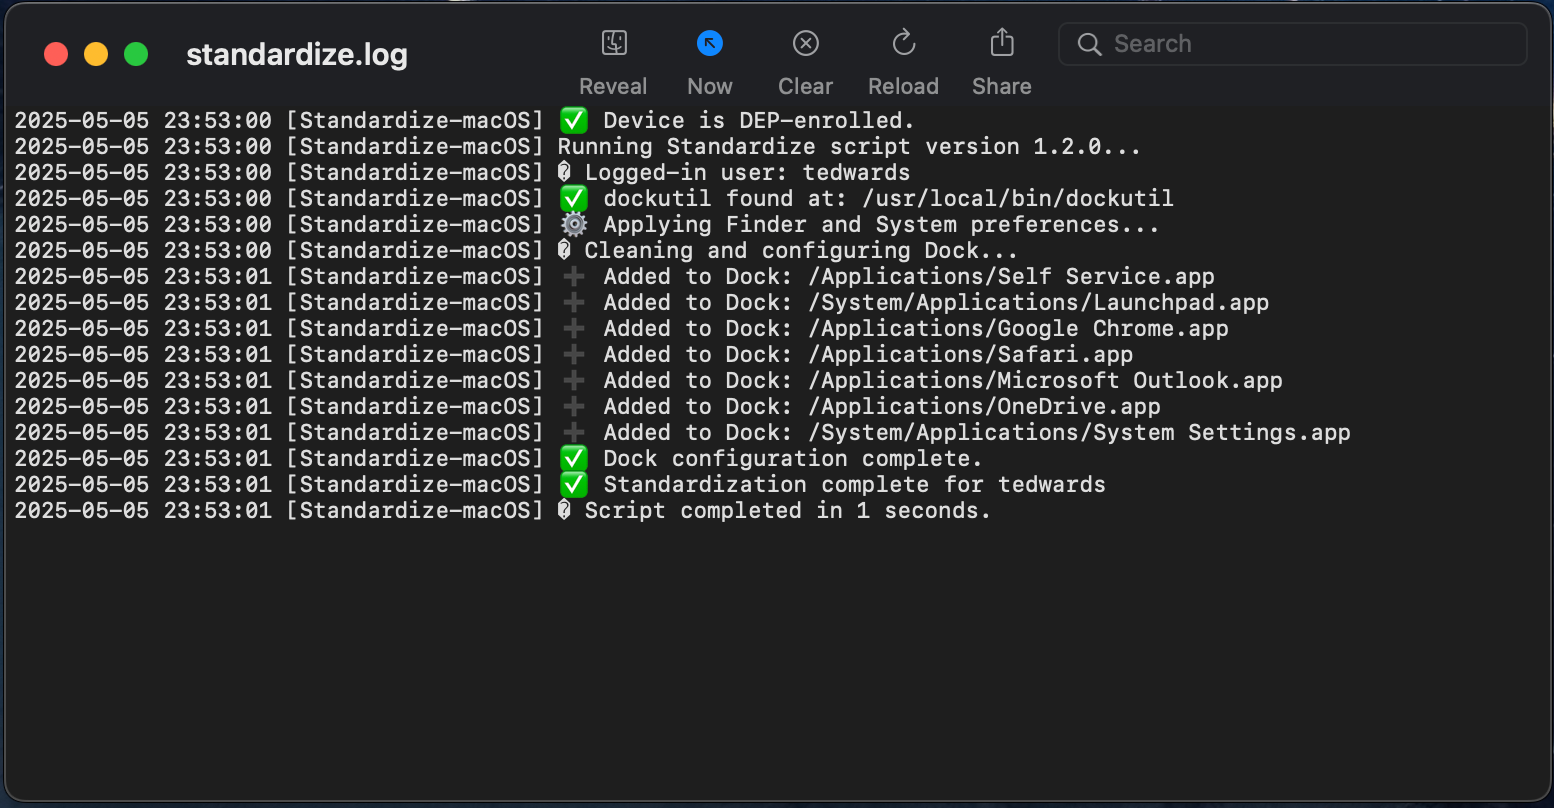 standardize.log
Reveal
Now
Clear
Reload
Share
Search
2025-05-05 23:53:00 [Standardize-macOS] ✅ Device is DEP-enrolled.
2025-05-05 23:53:00 [Standardize-macOS] Running Standardize script version 1.2.0...
2025-05-05 23:53:00 [Standardize-macOS] � Logged-in user: tedwards
2025-05-05 23:53:00 [Standardize-macOS] ✅ dockutil found at: /usr/local/bin/dockutil
2025-05-05 23:53:00 [Standardize-macOS] ⚙️ Applying Finder and System preferences...
2025-05-05 23:53:00 [Standardize-macOS] � Cleaning and configuring Dock...
2025-05-05 23:53:01 [Standardize-macOS] ➕ Added to Dock: /Applications/Self Service.app
2025-05-05 23:53:01 [Standardize-macOS] ➕ Added to Dock: /System/Applications/Launchpad.app
2025-05-05 23:53:01 [Standardize-macOS] ➕ Added to Dock: /Applications/Google Chrome.app
2025-05-05 23:53:01 [Standardize-macOS] ➕ Added to Dock: /Applications/Safari.app
2025-05-05 23:53:01 [Standardize-macOS] ➕ Added to Dock: /Applications/Microsoft Outlook.app
2025-05-05 23:53:01 [Standardize-macOS] ➕ Added to Dock: /Applications/OneDrive.app
2025-05-05 23:53:01 [Standardize-macOS] ➕ Added to Dock: /System/Applications/System Settings.app
2025-05-05 23:53:01 [Standardize-macOS] ✅ Dock configuration complete.
2025-05-05 23:53:01 [Standardize-macOS] ✅ Standardization complete for tedwards
2025-05-05 23:53:01 [Standardize-macOS] � Script completed in 1 seconds.